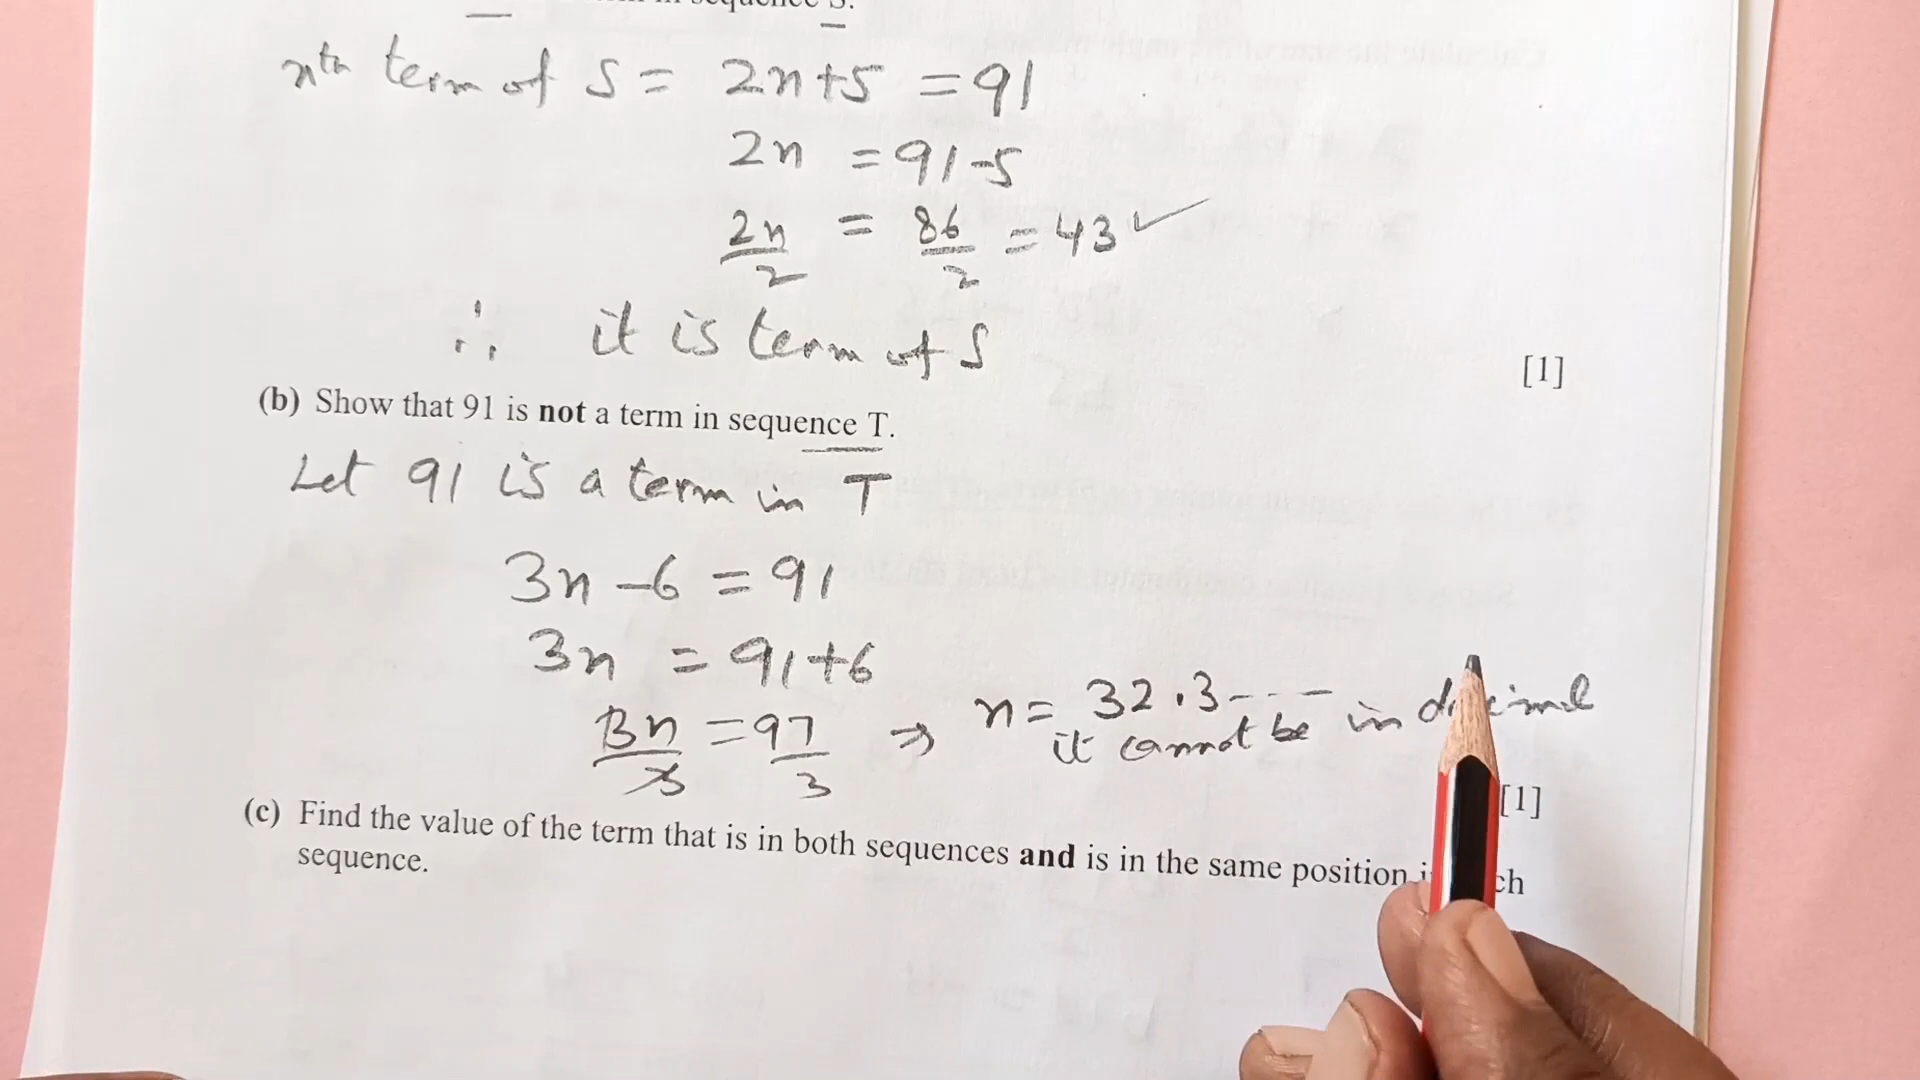 in sequence S.
nth term of S = 2n+5 = 91
2n = 91-5
2n/2 = 86/2 = 43 ✓
∴ it is term of S
[1]
(b) Show that 91 is not a term in sequence T.
Let 91 is a term in T
3n - 6 = 91
3n = 91+6
3n/3 = 97/3 ⇒ n = 32.3---
it cannot be in decimal
[1]
(c) Find the value of the term that is in both sequences and is in the same position
sequence.